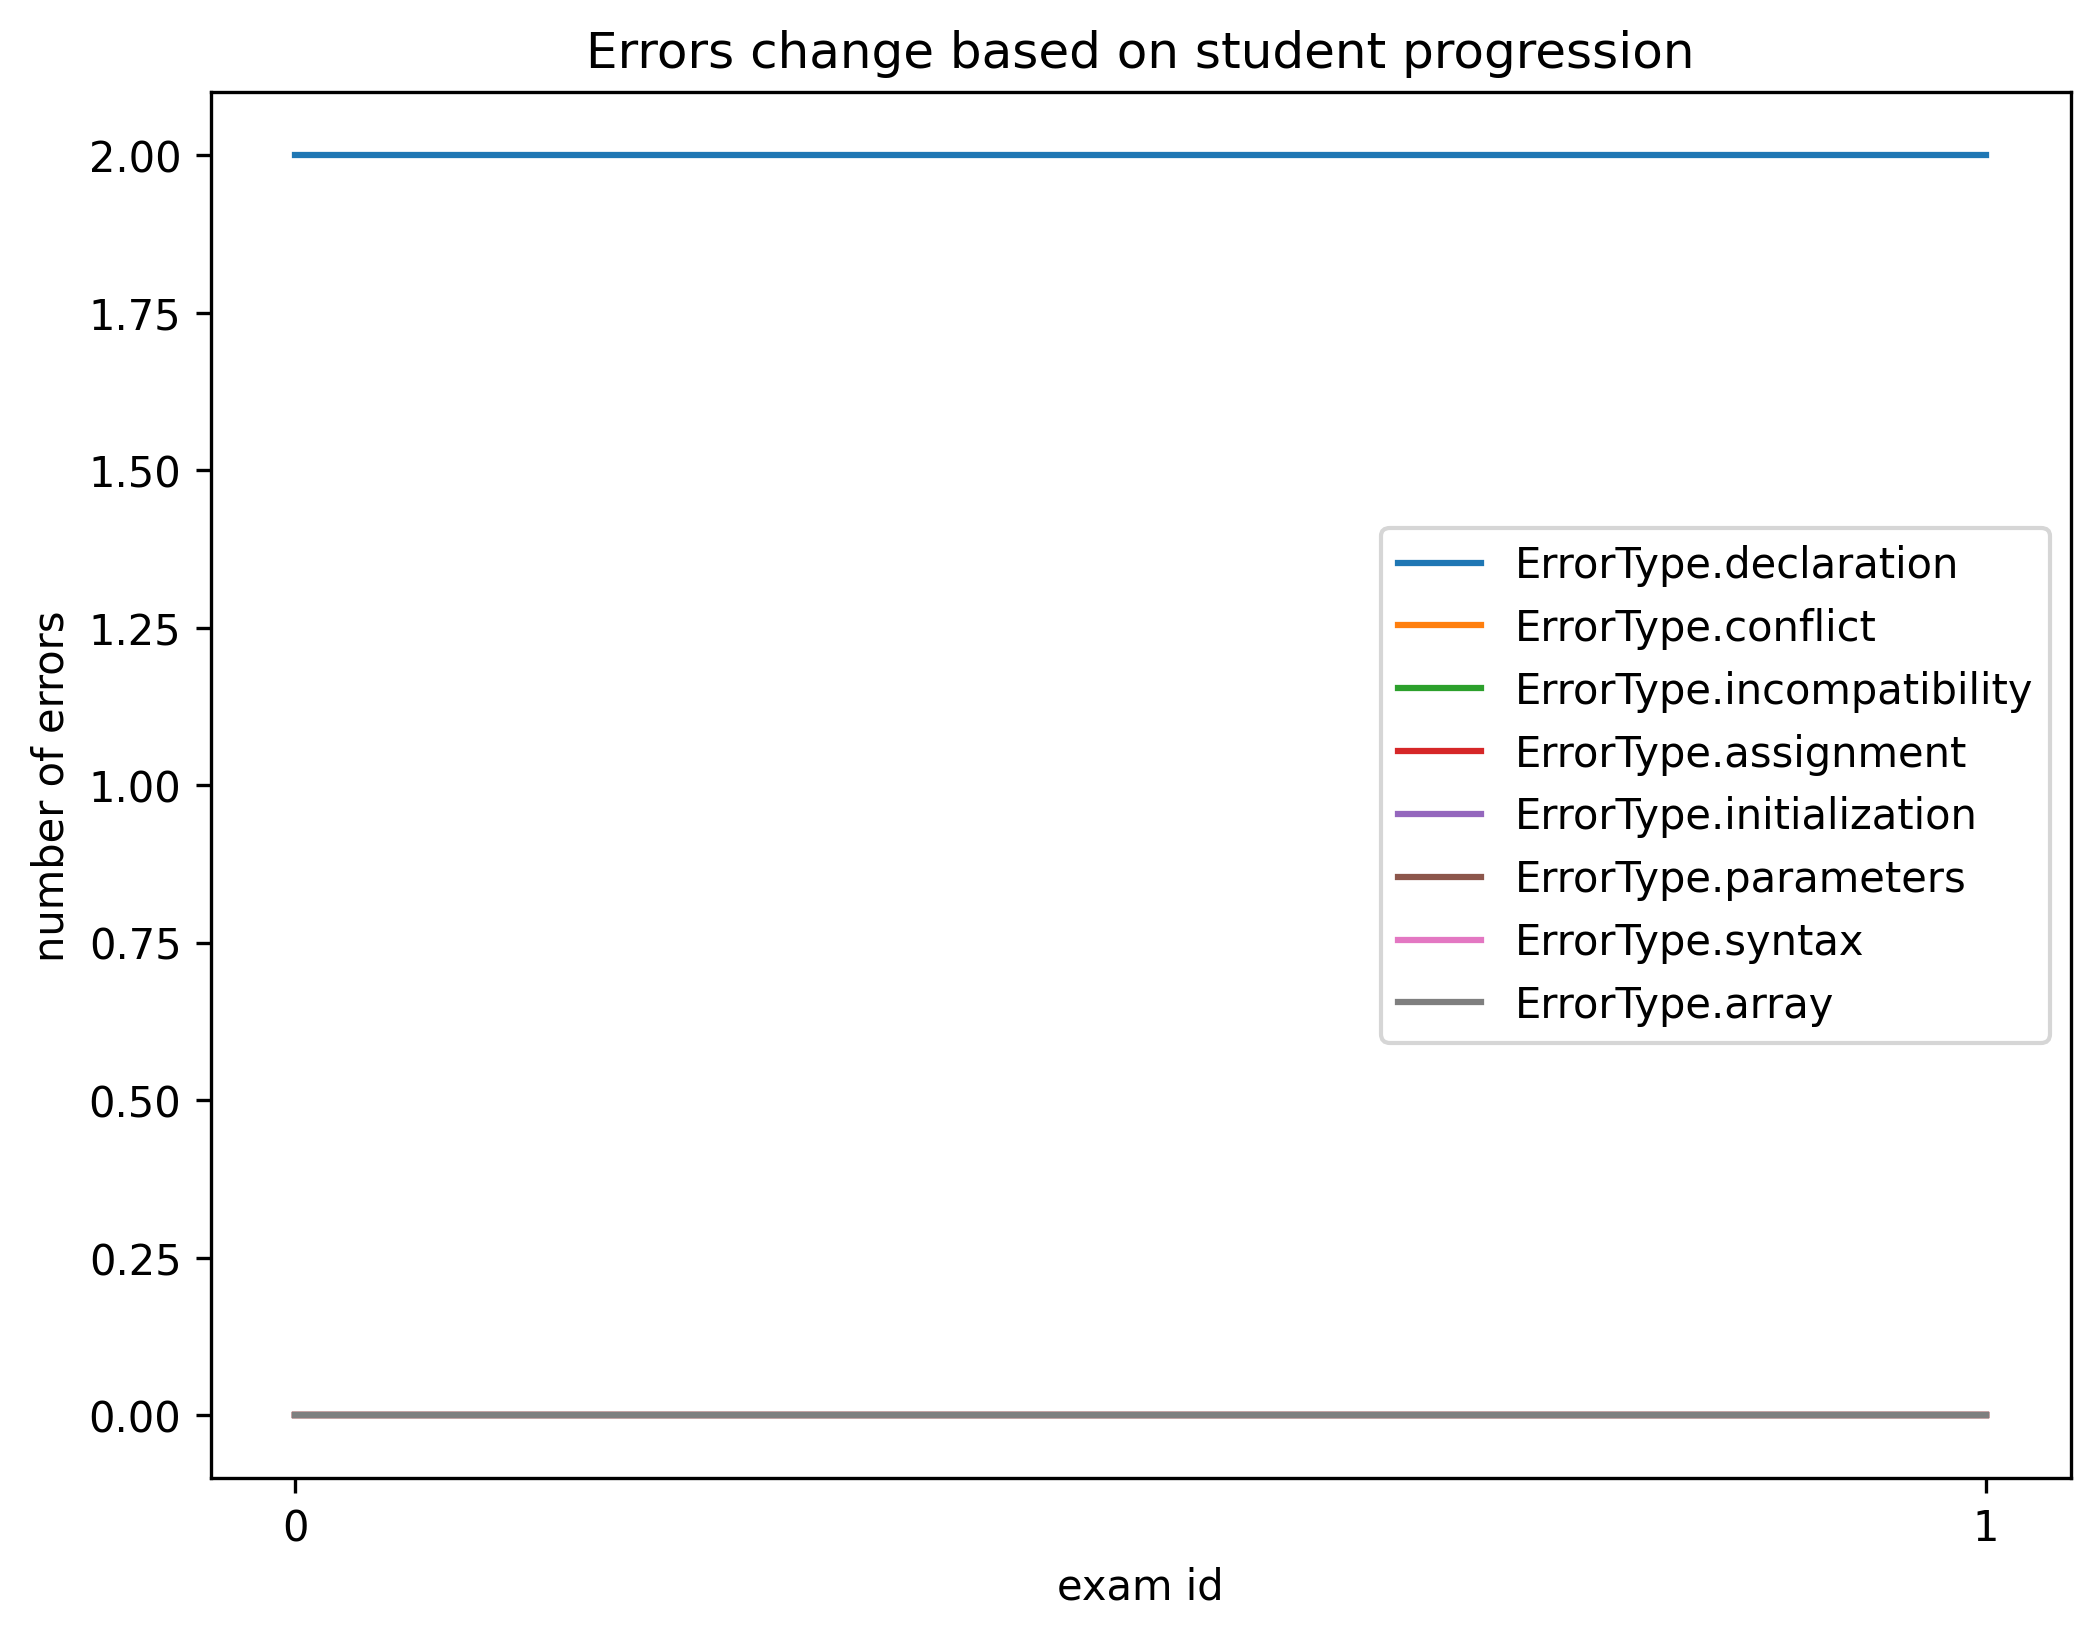 Errors change based on student progression
number of errors
2.00
1.75
1.50
1.25
1.00
0.75
0.50
0.25
0.00
ErrorType.declaration
ErrorType.conflict
ErrorType.incompatibility
ErrorType.assignment
ErrorType.initialization
ErrorType.parameters
ErrorType.syntax
ErrorType.array
0 1
exam id